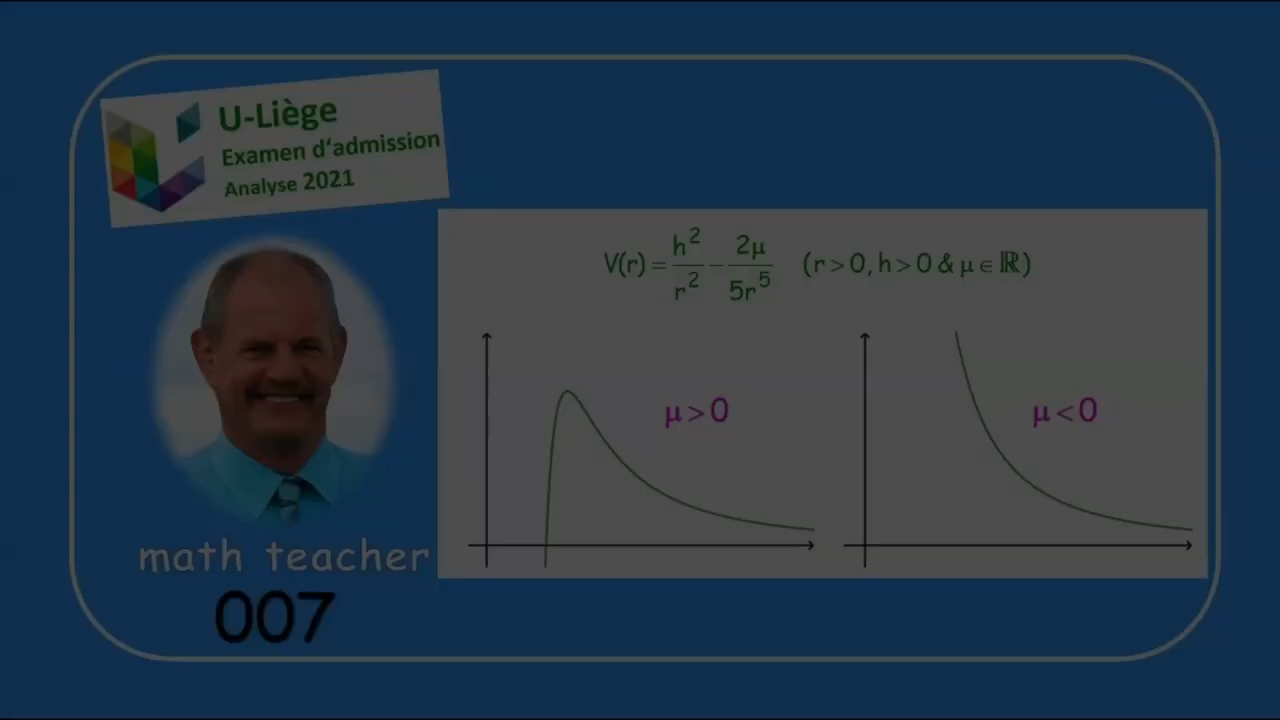 U-Liège
Examen d'admission
Analyse 2021
V(r) = h²/r² − 2μ/5r⁵ (r > 0, h > 0 & μ ∈ ℝ)
μ > 0
μ < 0
math teacher
007